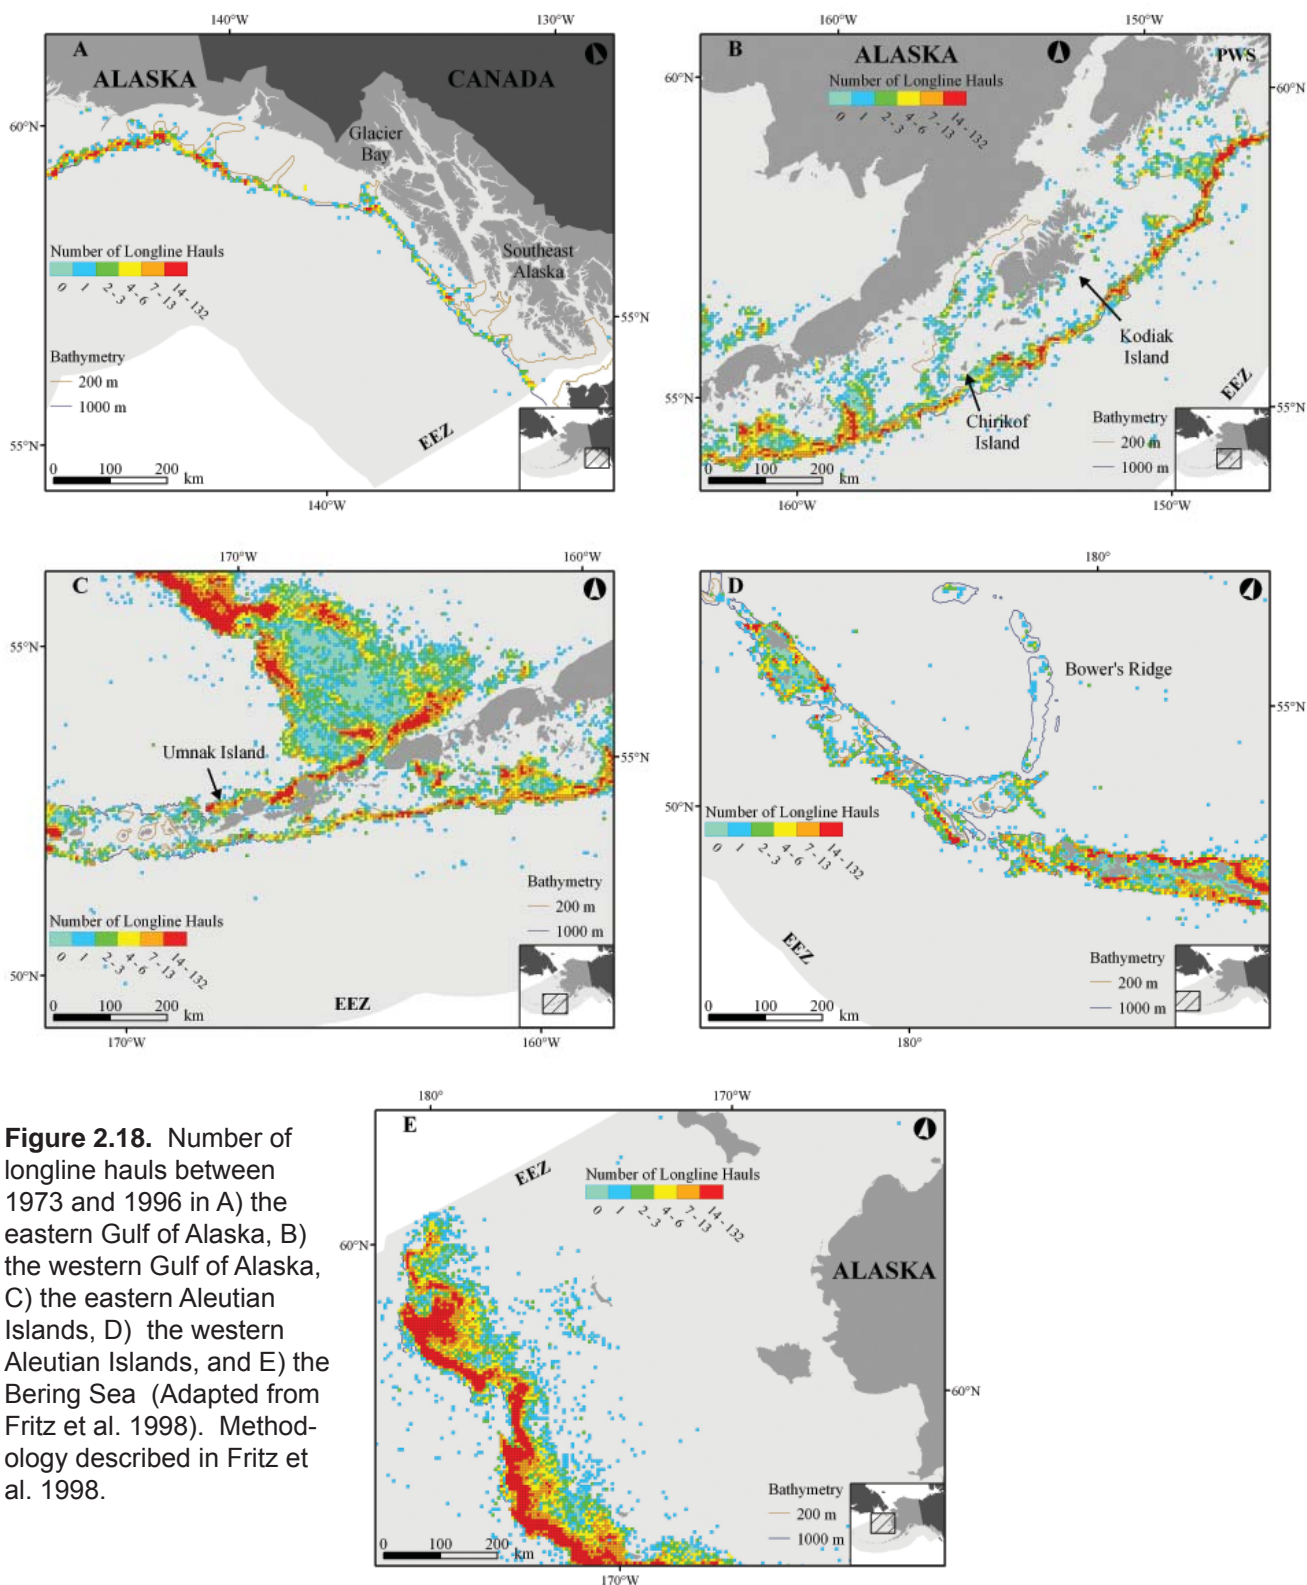 140°W
130°W
A
ALASKA
CANADA
60°N
Glacier
Bay
Southeast
Alaska
Number of Longline Hauls
0
1
2 - 3
4 - 6
7 - 13
14 - 132
55°N
Bathymetry
200 m
1000 m
55°N
EEZ
0
100
200
km
140°W
160°W
150°W
B
ALASKA
PWS
Number of Longline Hauls
0
1
2 - 3
4 - 6
7 - 13
14 - 132
60°N
60°N
Kodiak
Island
Chirikof
Island
55°N
55°N
EEZ
Bathymetry
200 m
1000 m
0
100
200
km
160°W
150°W
170°W
160°W
C
55°N
Umnak Island
55°N
Bathymetry
200 m
1000 m
Number of Longline Hauls
0
1
2 - 3
4 - 6
7 - 13
14 - 132
50°N
EEZ
0
100
200
km
170°W
160°W
180°
D
Bower's Ridge
55°N
50°N
Number of Longline Hauls
0
1
2 - 3
4 - 6
7 - 13
14 - 132
EEZ
Bathymetry
200 m
1000 m
0
100
200
km
180°
Figure 2.18. Number of
longline hauls between
1973 and 1996 in A) the
eastern Gulf of Alaska, B)
the western Gulf of Alaska,
C) the eastern Aleutian
Islands, D) the western
Aleutian Islands, and E) the
Bering Sea (Adapted from
Fritz et al. 1998). Method-
ology described in Fritz et
al. 1998.
180°
170°W
E
EEZ
Number of Longline Hauls
0
1
2 - 3
4 - 6
7 - 13
14 - 132
60°N
ALASKA
60°N
Bathymetry
200 m
1000 m
0
100
200
km
170°W